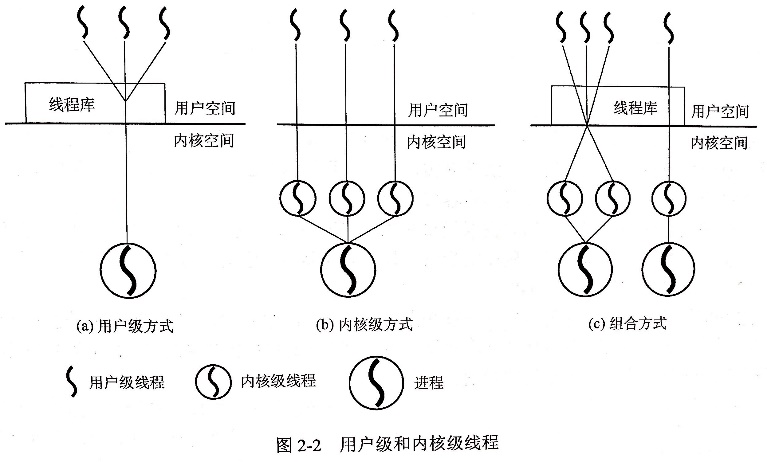 线程库
用户空间
内核空间
用户空间
内核空间
线程库
用户空间
内核空间
(a) 用户级方式
(b) 内核级方式
(c) 组合方式
用户级线程
内核级线程
进程
图 2-2 用户级和内核级线程